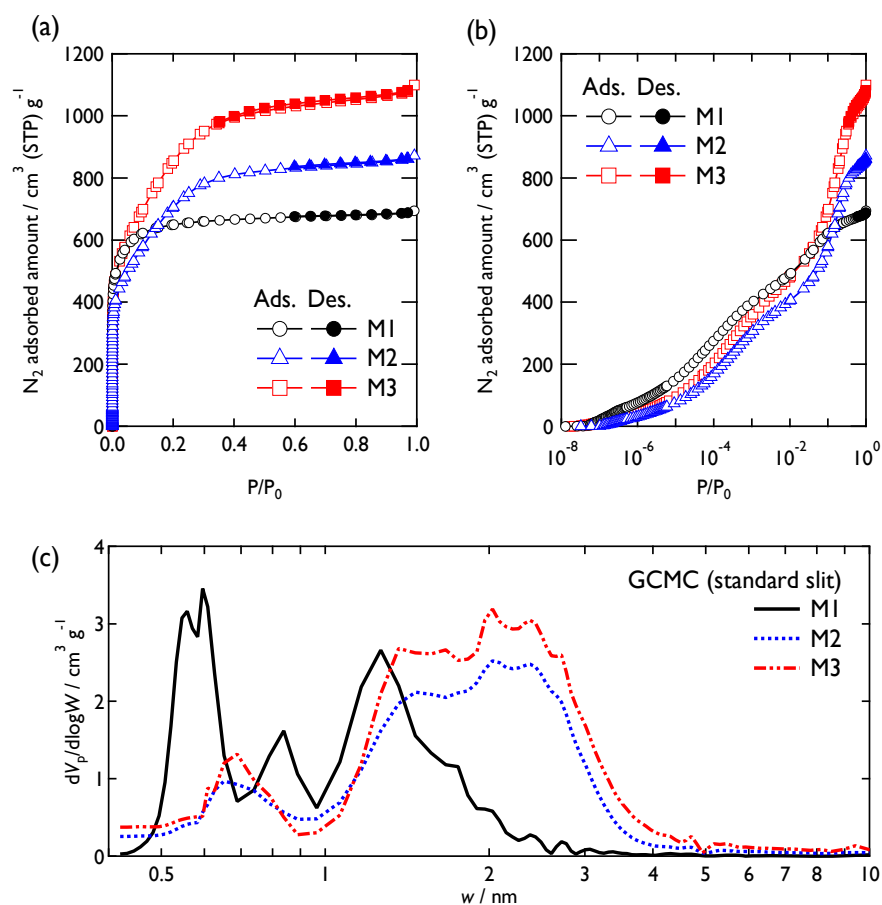 (a)
1200
1000
800
600
400
200
0
N₂ adsorbed amount / cm³ (STP) g⁻¹
Ads. Des.
M1
M2
M3
0.0 0.2 0.4 0.6 0.8 1.0
P/P₀
(b)
1200
1000
800
600
400
200
0
N₂ adsorbed amount / cm³ (STP) g⁻¹
Ads. Des.
M1
M2
M3
10⁻⁸ 10⁻⁶ 10⁻⁴ 10⁻² 10⁰
P/P₀
(c)
4
3
2
1
0
dVₚ/dlogW / cm³ g⁻¹
GCMC (standard slit)
M1
M2
M3
0.5 1 2 3 4 5 6 7 8 10
w / nm